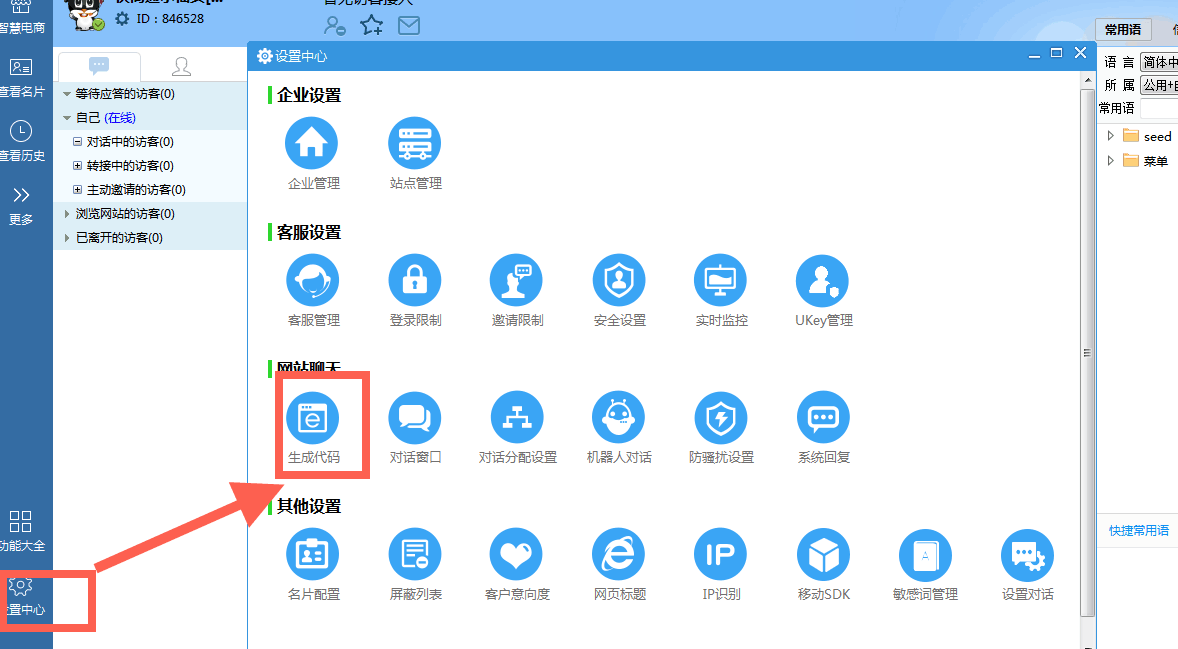 智慧电商
ID：846528
查看名片
查看历史
更多
功能大全
设置中心
等待应答的访客(0)
自己 (在线)
对话中的访客(0)
转接中的访客(0)
主动邀请的访客(0)
浏览网站的访客(0)
已离开的访客(0)
设置中心
企业设置
企业管理
站点管理
客服设置
客服管理
登录限制
邀请限制
安全设置
实时监控
UKey管理
网站聊天
生成代码
对话窗口
对话分配设置
机器人对话
防骚扰设置
系统回复
其他设置
名片配置
屏蔽列表
客户意向度
网页标题
IP
IP识别
移动SDK
A
敏感词管理
设置对话
常用语
语 言 简体中
所 属 公用+
常用语
seed
菜单
快捷常用语